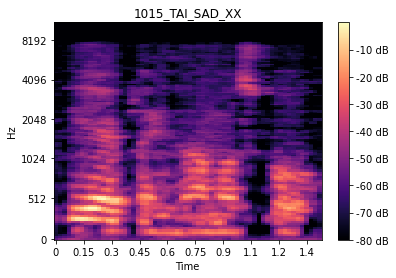 1015_TAI_SAD_XX
8192
4096
2048
1024
512
0
Hz
0 0.15 0.3 0.45 0.6 0.75 0.9 1.1 1.2 1.4
Time
-10 dB
-20 dB
-30 dB
-40 dB
-50 dB
-60 dB
-70 dB
-80 dB